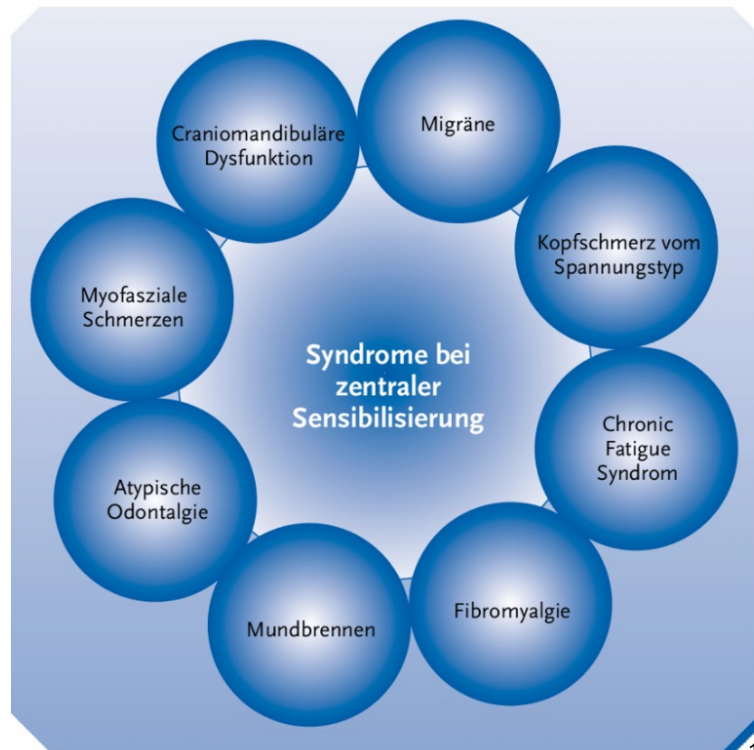 Craniomandibuläre
Dysfunktion
Migräne
Kopfschmerz vom
Spannungstyp
Myofasziale
Schmerzen
Syndrome bei
zentraler
Sensibilisierung
Chronic
Fatigue
Syndrom
Atypische
Odontalgie
Fibromyalgie
Mundbrennen